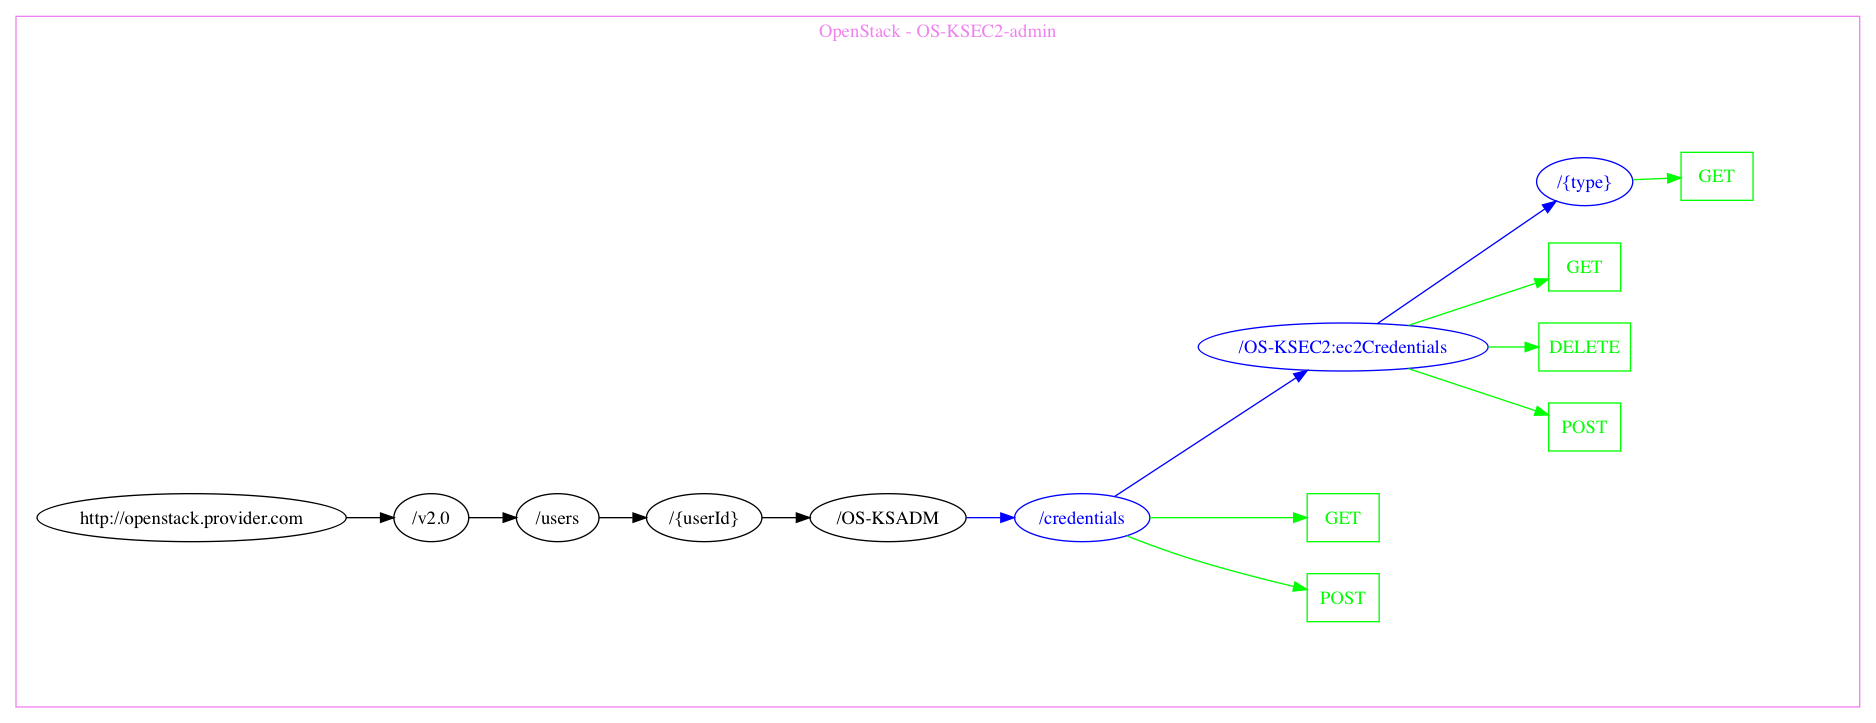 OpenStack - OS-KSEC2-admin
/{type}
GET
GET
/OS-KSEC2:ec2Credentials
DELETE
POST
http://openstack.provider.com
/v2.0
/users
/{userId}
/OS-KSADM
/credentials
GET
POST